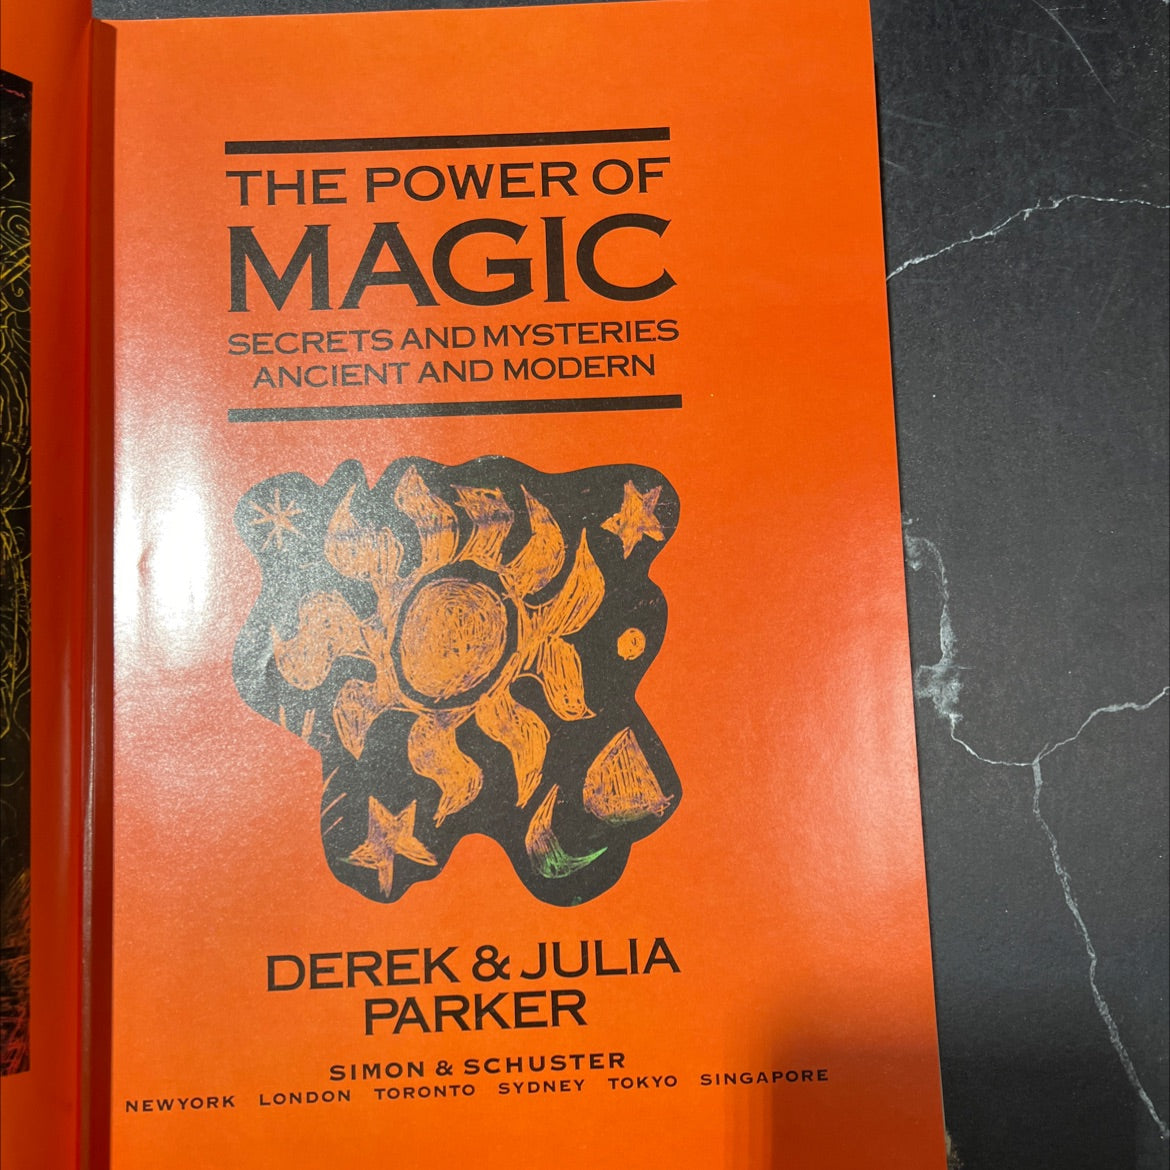 THE POWER OF
MAGIC
SECRETS AND MYSTERIES
ANCIENT AND MODERN
DEREK & JULIA
PARKER
SIMON & SCHUSTER
NEWYORK LONDON TORONTO SYDNEY TOKYO SINGAPORE